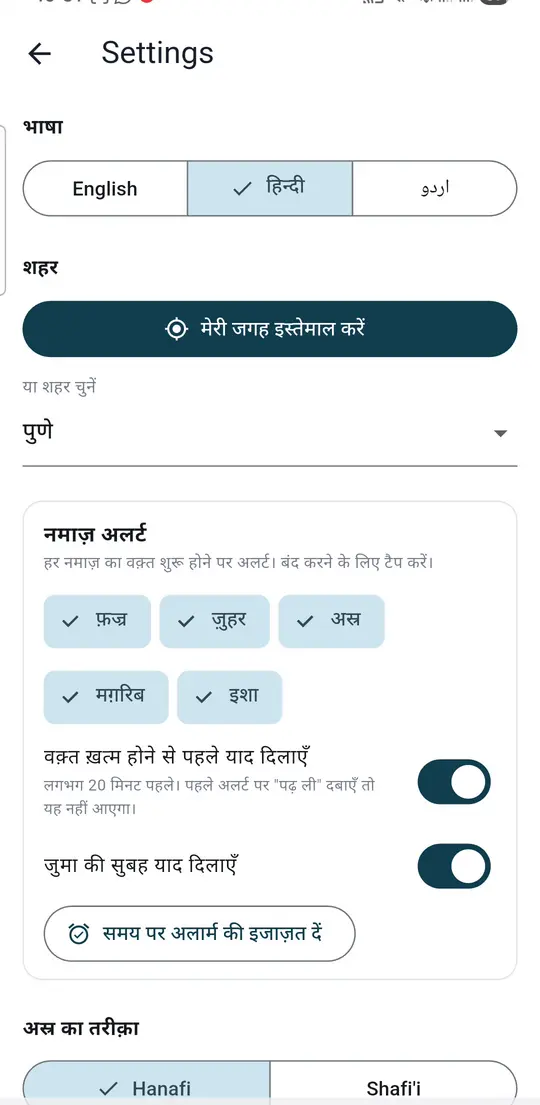 Settings
भाषा
English हिन्दी اردو
शहर
मेरी जगह इस्तेमाल करें
या शहर चुनें
पुणे
नमाज़ अलर्ट
हर नमाज़ का वक़्त शुरू होने पर अलर्ट। बंद करने के लिए टैप करें।
फ़ज्र ज़ुहर अस्र
मग़रिब इशा
वक़्त ख़त्म होने से पहले याद दिलाएँ
लगभग 20 मिनट पहले। पहले अलर्ट पर "पढ़ ली" दबाएँ तो
यह नहीं आएगा।
जुमा की सुबह याद दिलाएँ
समय पर अलार्म की इजाज़त दें
अस्र का तरीक़ा
Hanafi Shafi'i